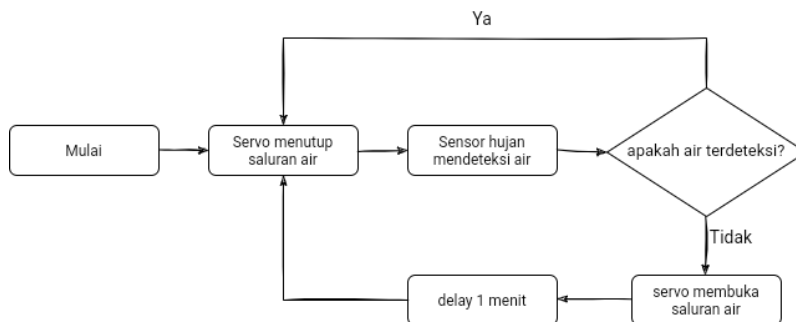 Ya
Mulai
Servo menutup
saluran air
Sensor hujan
mendeteksi air
apakah air terdeteksi?
Tidak
servo membuka
saluran air
delay 1 menit